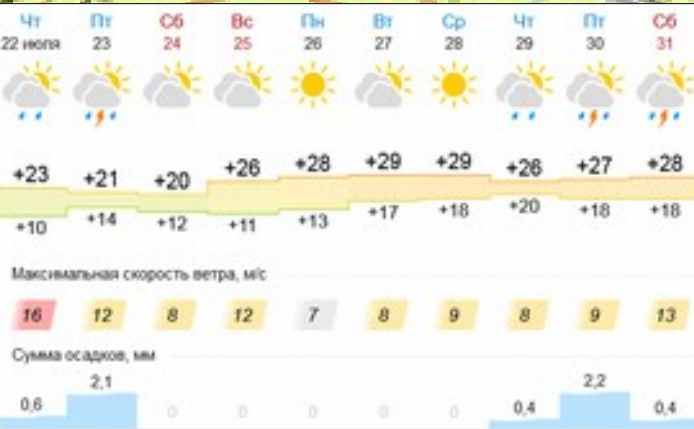 Чт Пт Сб Вс Пн Вт Ср Чт Пт Сб
22 июля 23 24 25 26 27 28 29 30 31
+23 +21 +20 +26 +28 +29 +29 +26 +27 +28
+10 +14 +12 +11 +13 +17 +18 +20 +18 +18
Максимальная скорость ветра, м/с
16 12 8 12 7 8 9 8 9 13
Сумма осадков, мм
0,6 2,1 0 0 0 0 0 0,4 2,2 0,4